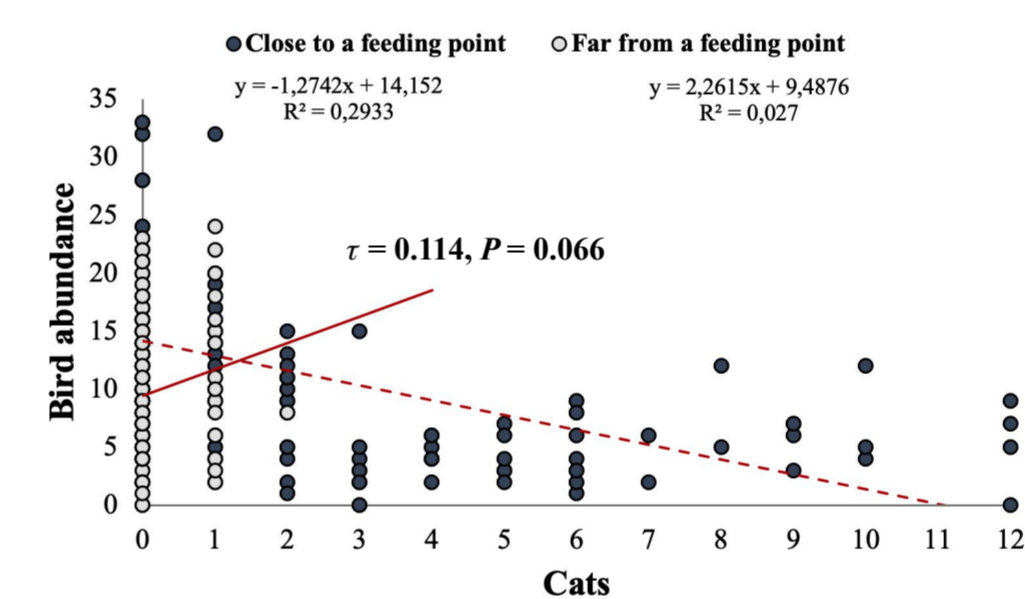 Close to a feeding point
Far from a feeding point
y = -1,2742x + 14,152
R² = 0,2933
y = 2,2615x + 9,4876
R² = 0,027
35
30
25
20
15
10
5
0
Bird abundance
τ = 0.114, P = 0.066
0 1 2 3 4 5 6 7 8 9 10 11 12
Cats